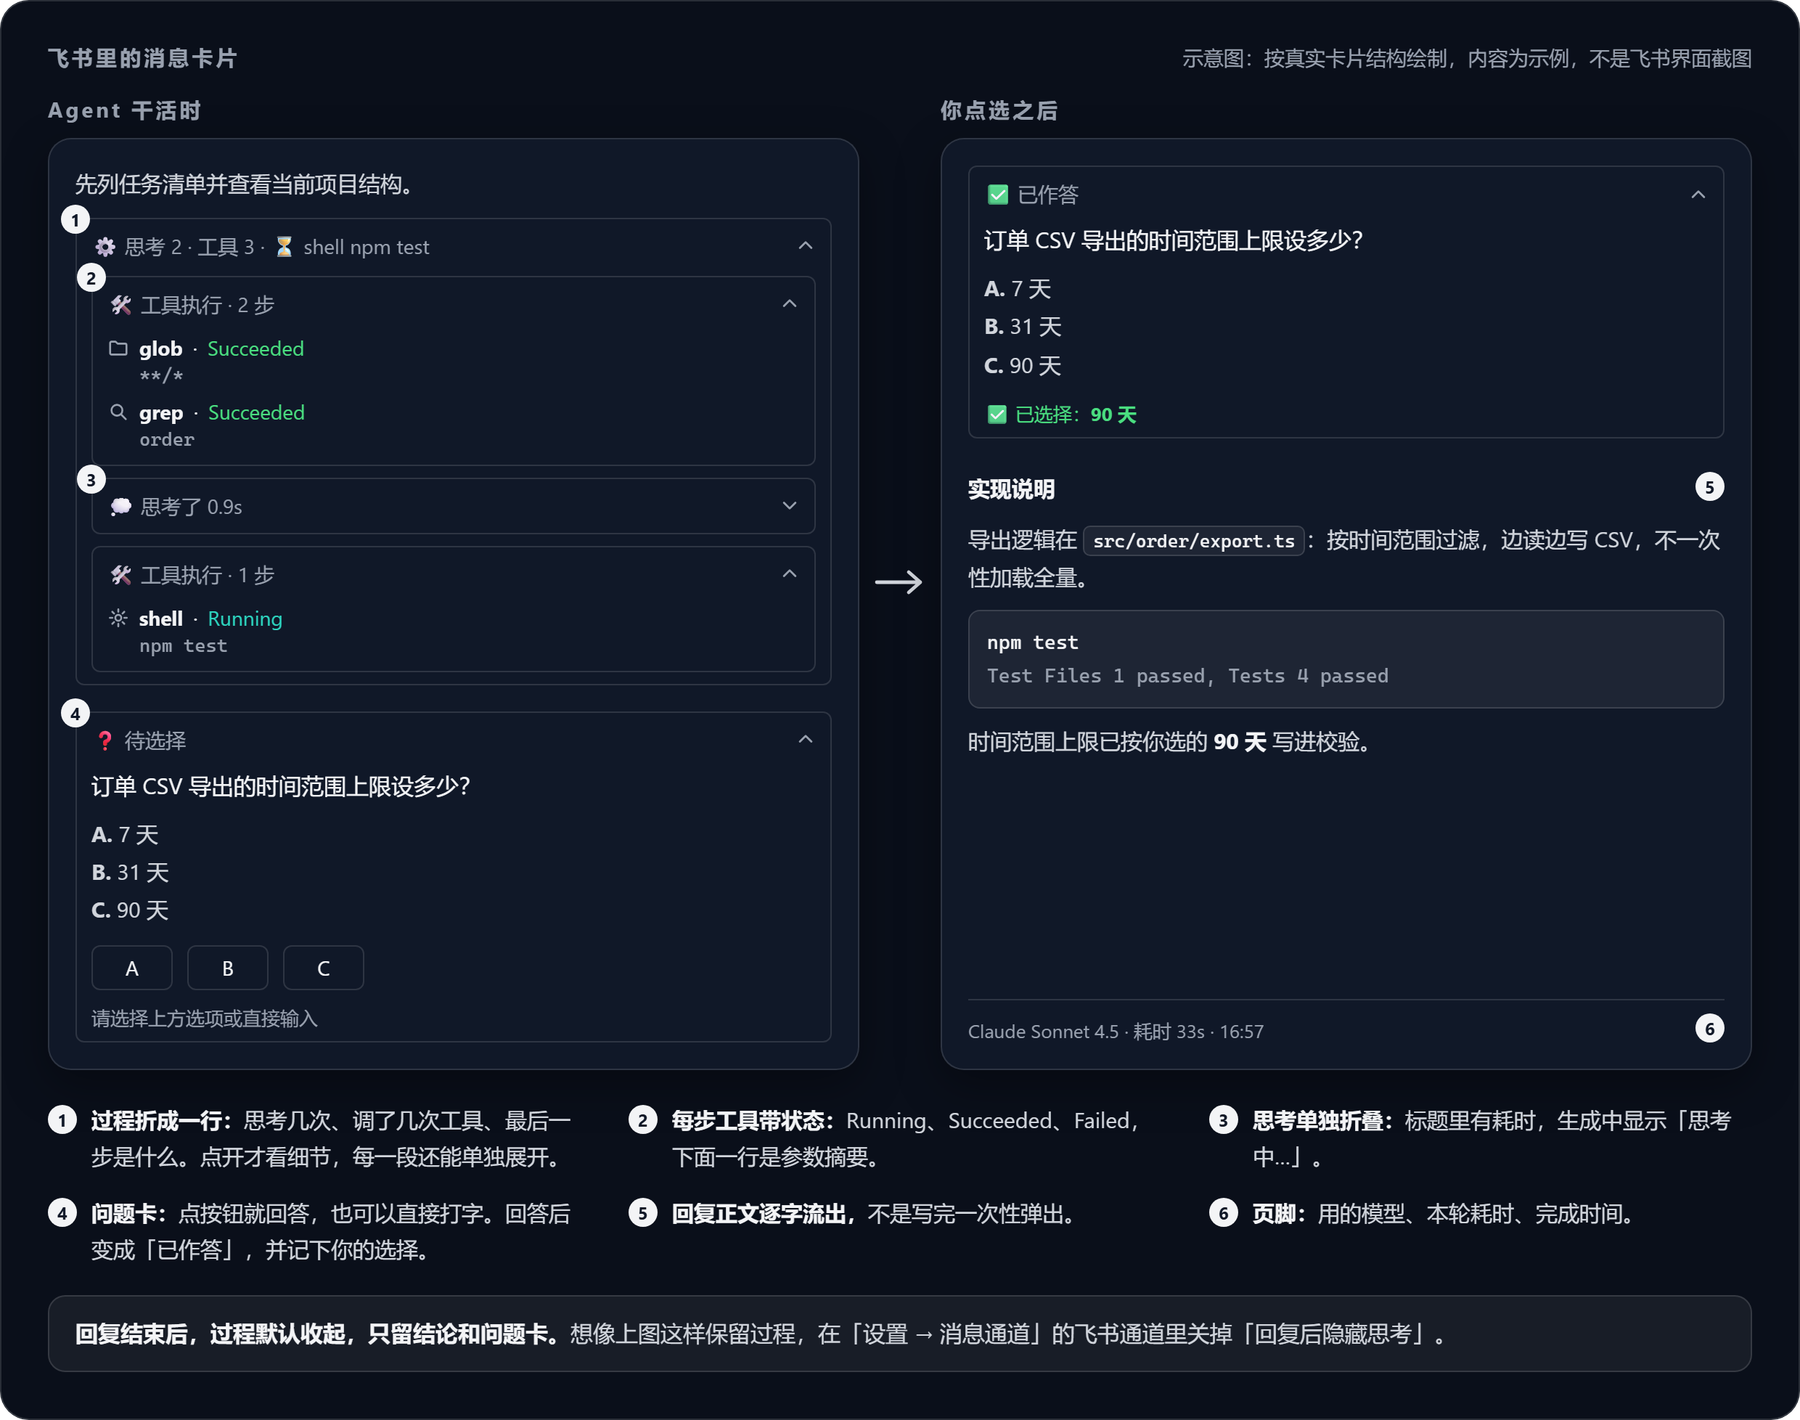 飞书里的消息卡片
示意图：按真实卡片结构绘制，内容为示例，不是飞书界面截图
Agent 干活时
先列任务清单并查看当前项目结构。
1
⚙️ 思考 2 · 工具 3 · ⏳ shell npm test
2
🛠️ 工具执行 · 2 步
glob · Succeeded
**/*
grep · Succeeded
order
3
💭 思考了 0.9s
🛠️ 工具执行 · 1 步
shell · Running
npm test
4
❓ 待选择
订单 CSV 导出的时间范围上限设多少？
A. 7 天
B. 31 天
C. 90 天
A B C
请选择上方选项或直接输入
→
你点选之后
✅ 已作答
订单 CSV 导出的时间范围上限设多少？
A. 7 天
B. 31 天
C. 90 天
✅ 已选择：90 天
实现说明
5
导出逻辑在 src/order/export.ts：按时间范围过滤，边读边写 CSV，不一次
性加载全量。
npm test
Test Files 1 passed, Tests 4 passed
时间范围上限已按你选的 90 天 写进校验。
Claude Sonnet 4.5 · 耗时 33s · 16:57
6
1 过程折成一行：思考几次、调了几次工具、最后一
步是什么。点开才看细节，每一段还能单独展开。
2 每步工具带状态：Running、Succeeded、Failed，
下面一行是参数摘要。
3 思考单独折叠：标题里有耗时，生成中显示「思考
中...」。
4 问题卡：点按钮就回答，也可以直接打字。回答后
变成「已作答」，并记下你的选择。
5 回复正文逐字流出，不是写完一次性弹出。
6 页脚：用的模型、本轮耗时、完成时间。
回复结束后，过程默认收起，只留结论和问题卡。想像上图这样保留过程，在「设置 → 消息通道」的飞书通道里关掉「回复后隐藏思考」。